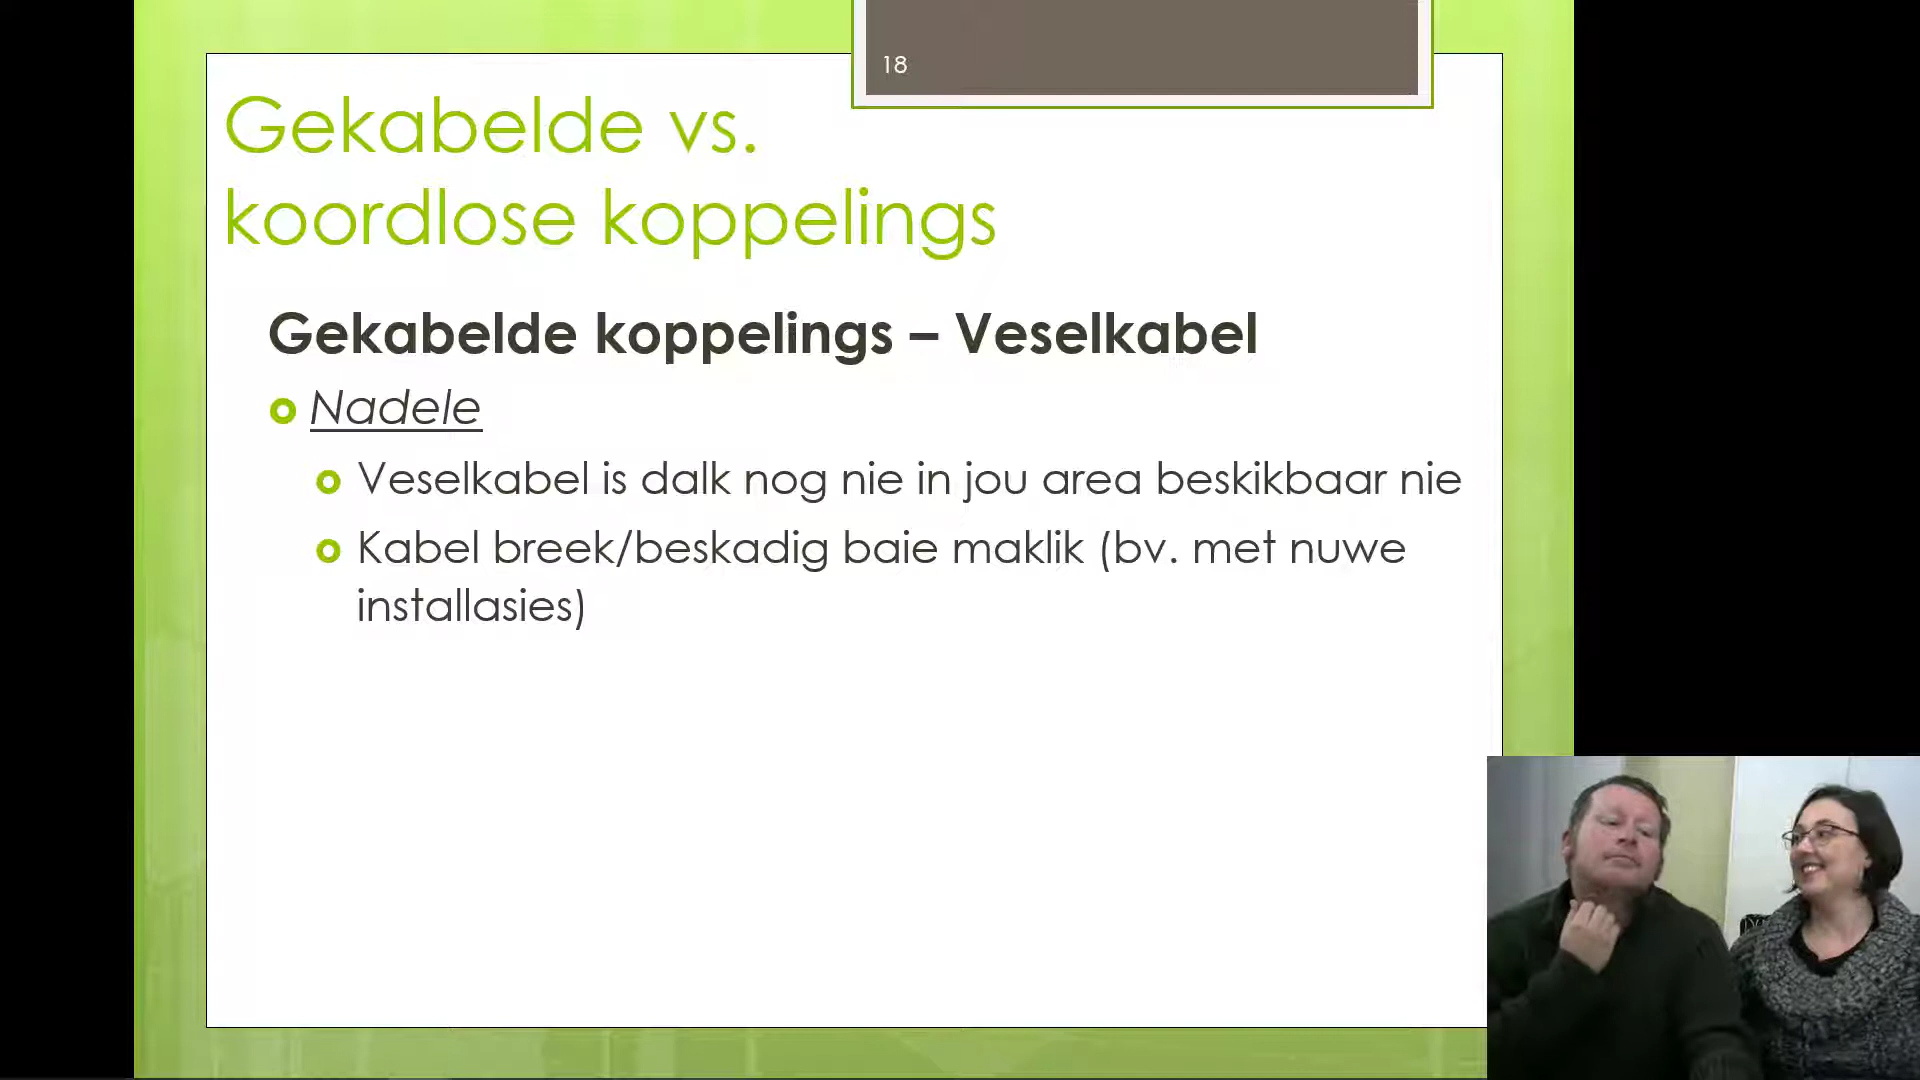 18
Gekabelde vs.
koordlose koppelings
Gekabelde koppelings – Veselkabel
Nadele
Veselkabel is dalk nog nie in jou area beskikbaar nie
Kabel breek/beskadig baie maklik (bv. met nuwe
installasies)